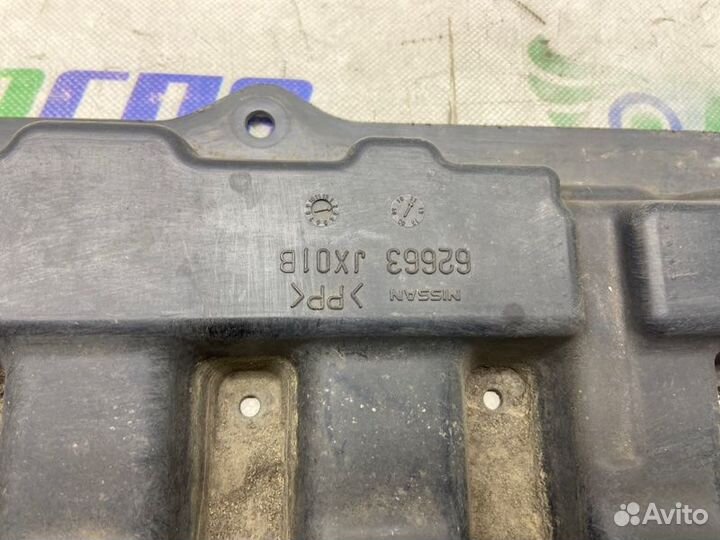 62663 JX01B
NISSAN >PP<
Avito